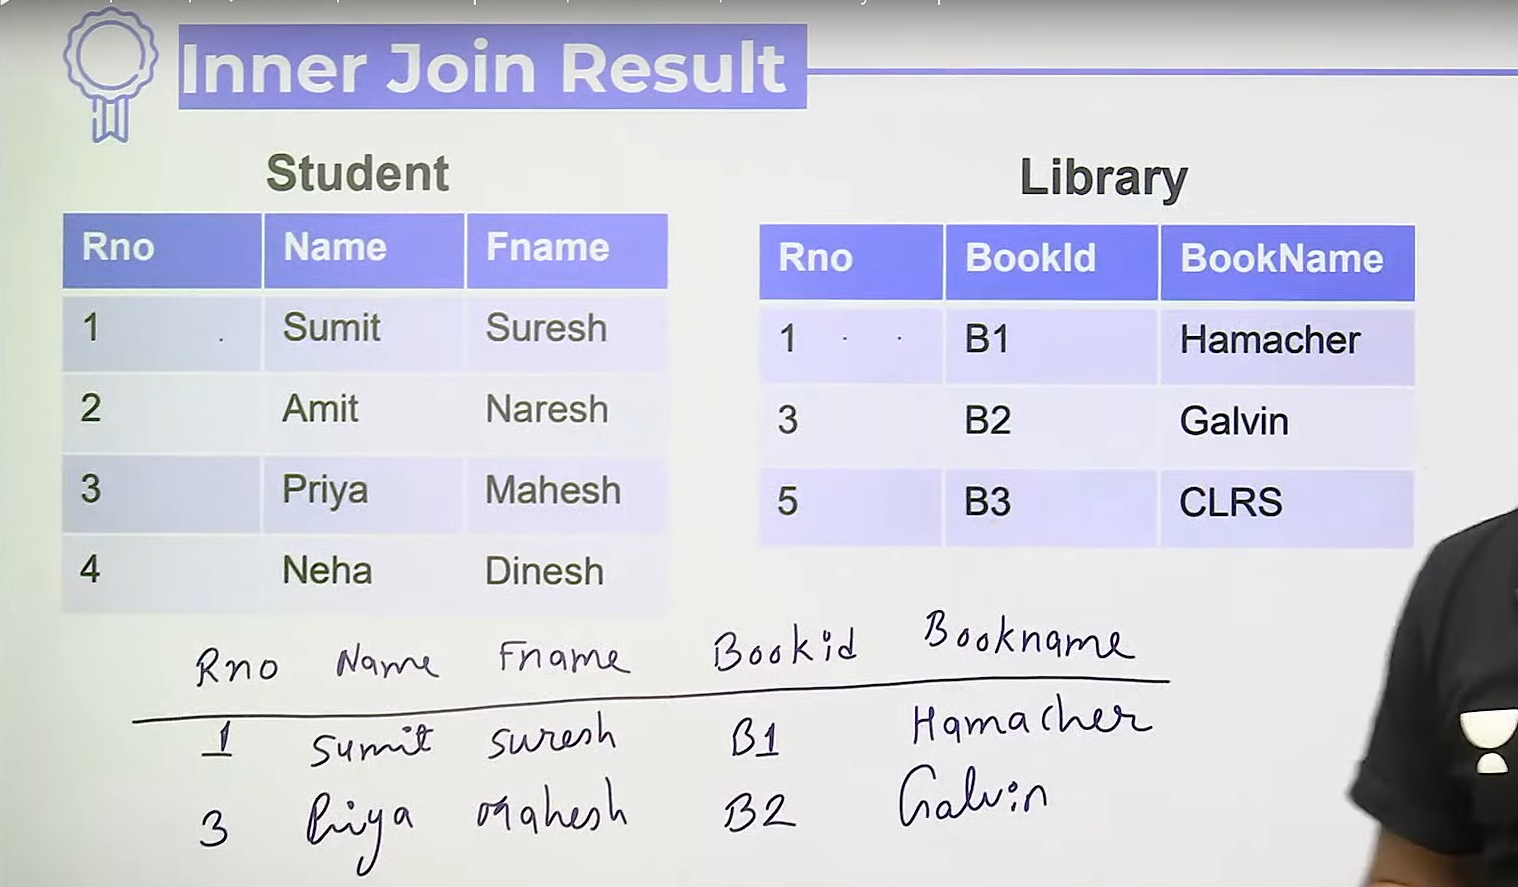 Inner Join Result
Student
Rno Name Fname
1 Sumit Suresh
2 Amit Naresh
3 Priya Mahesh
4 Neha Dinesh
Library
Rno BookId BookName
1 B1 Hamacher
3 B2 Galvin
5 B3 CLRS
Rno Name Fname Bookid Bookname
1 Sumit Suresh B1 Hamacher
3 Priya Mahesh B2 Galvin